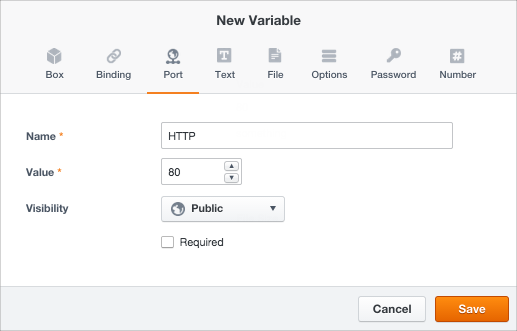 New Variable
Box Binding Port Text File Options Password Number
Name *
HTTP
Value *
80
Visibility
Public
Required
Cancel Save